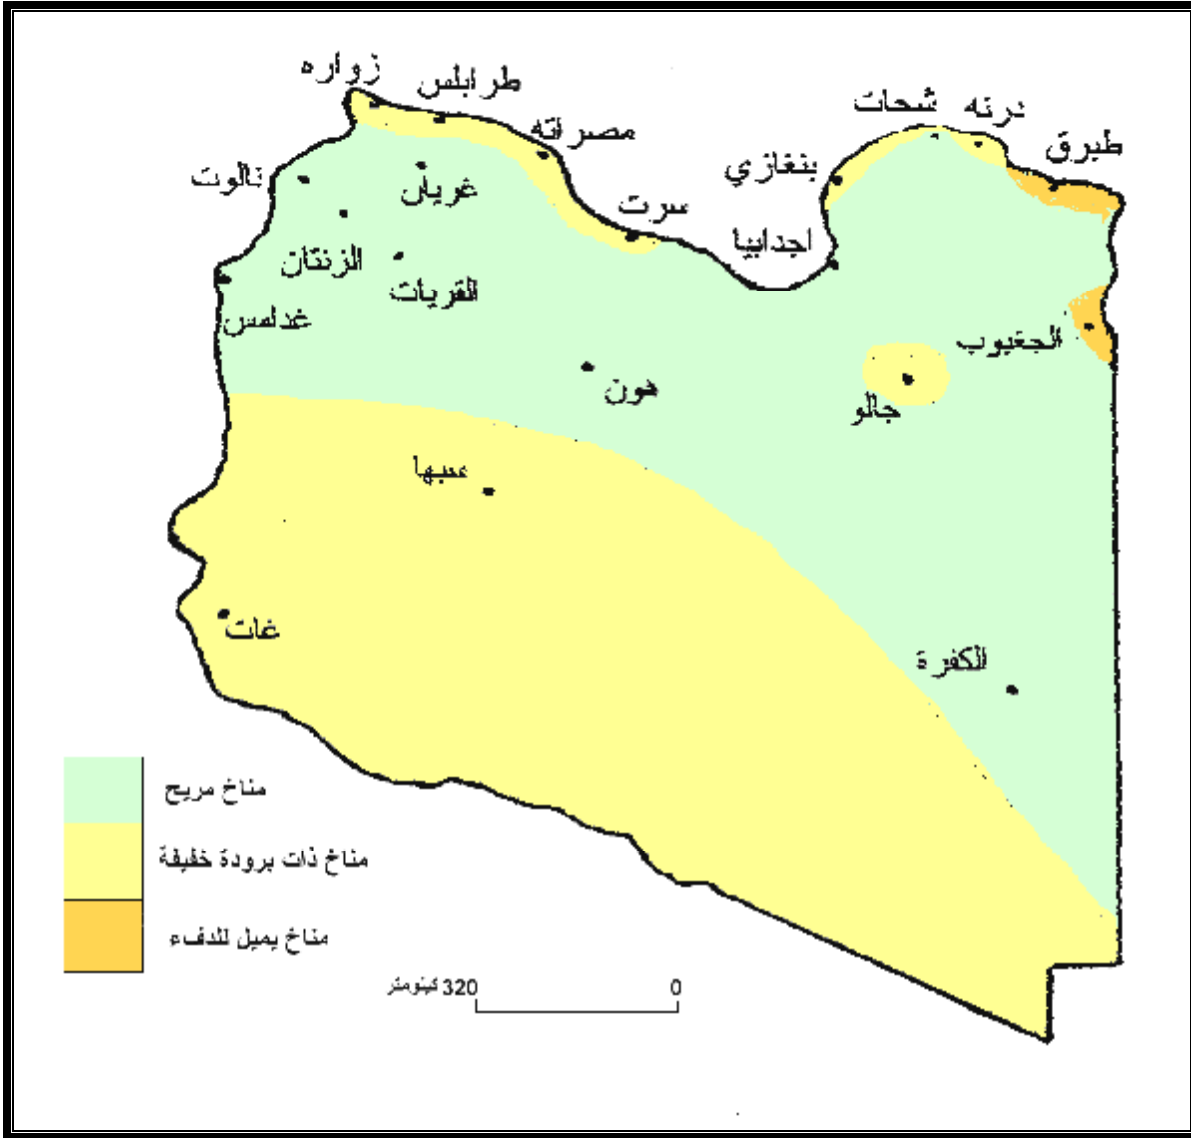 زواره
طرابلس
مصراته
نالوت
غريان
الزنتان
القريات
غدامس
سرت
شحات
درنه
طبرق
بنغازي
اجدابيا
الجغبوب
جالو
هون
سبها
غات
الكفرة
مناخ مريح
مناخ ذات برودة خفيفة
مناخ يميل للدفء
320 كيلومتر
0